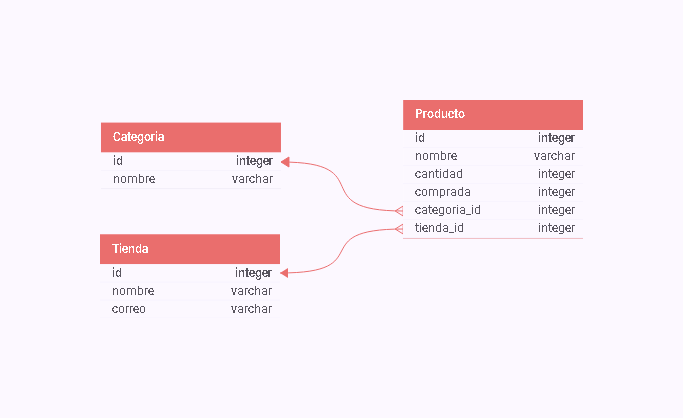 Categoria
id integer
nombre varchar
Tienda
id integer
nombre varchar
correo varchar
Producto
id integer
nombre varchar
cantidad integer
comprada integer
categoria_id integer
tienda_id integer